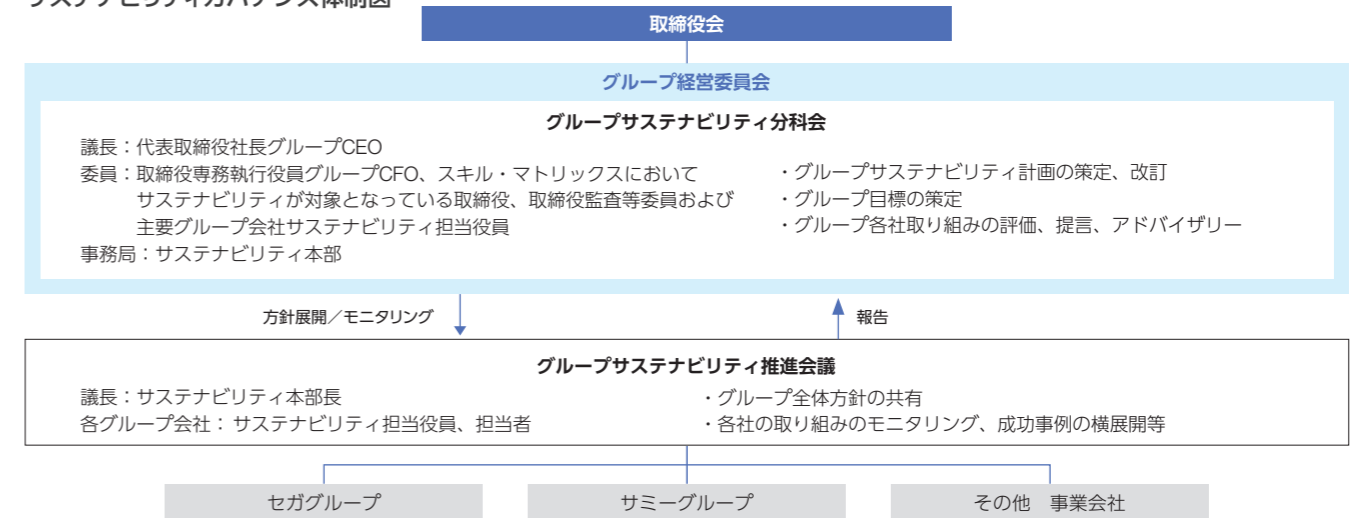 サステナビリティガバナンス体制図
取締役会
グループ経営委員会
グループサステナビリティ分科会
議長：代表取締役社長グループCEO
委員：取締役専務執行役員グループCFO、スキル・マトリックスにおいて
サステナビリティが対象となっている取締役、取締役監査等委員および
主要グループ会社サステナビリティ担当役員
事務局：サステナビリティ本部
・グループサステナビリティ計画の策定、改訂
・グループ目標の策定
・グループ各社取り組みの評価、提言、アドバイザリー
方針展開／モニタリング
報告
グループサステナビリティ推進会議
議長：サステナビリティ本部長
各グループ会社： サステナビリティ担当役員、担当者
・グループ全体方針の共有
・各社の取り組みのモニタリング、成功事例の横展開等
セガグループ
サミーグループ
その他　事業会社